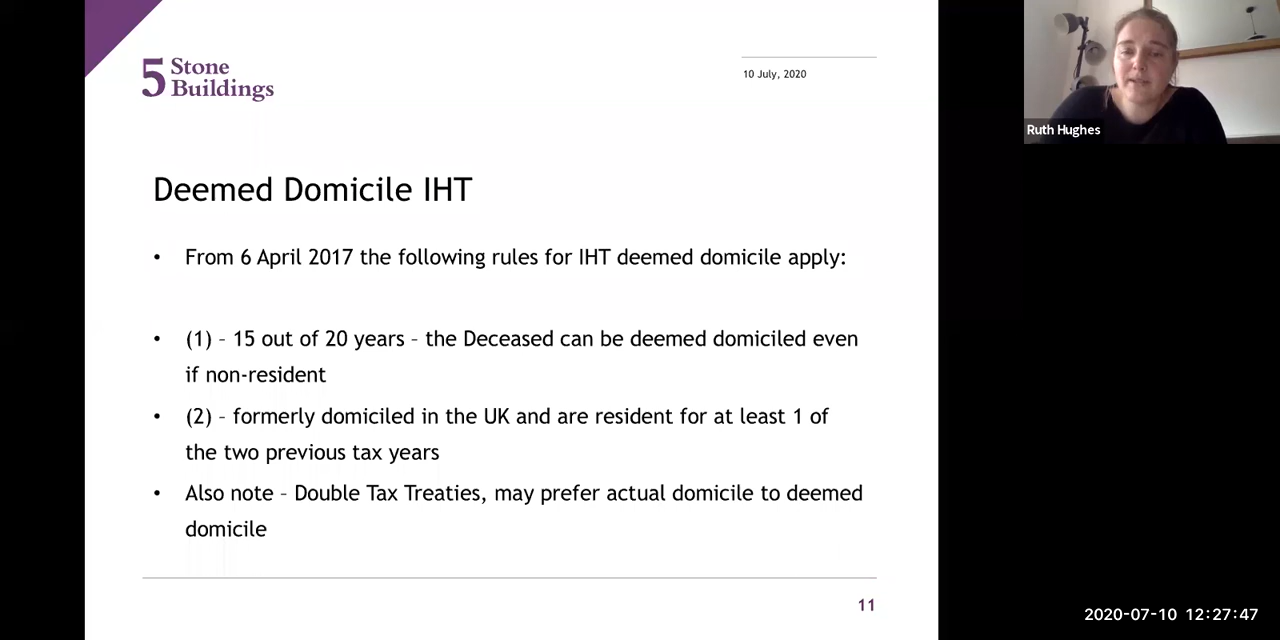 5 Stone
Buildings
10 July, 2020
Ruth Hughes
Deemed Domicile IHT
• From 6 April 2017 the following rules for IHT deemed domicile apply:
• (1) – 15 out of 20 years – the Deceased can be deemed domiciled even
if non-resident
• (2) – formerly domiciled in the UK and are resident for at least 1 of
the two previous tax years
• Also note – Double Tax Treaties, may prefer actual domicile to deemed
domicile
11
2020-07-10 12:27:47